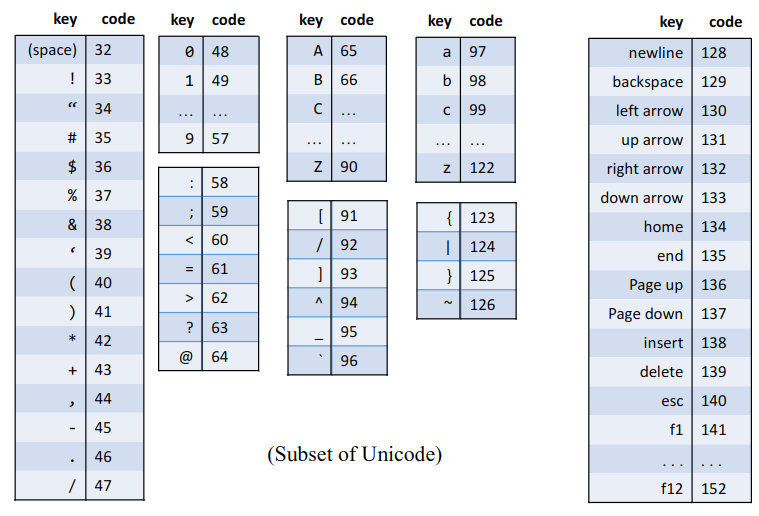 key code
(space) 32
! 33
“ 34
# 35
$ 36
% 37
& 38
‘ 39
( 40
) 41
* 42
+ 43
, 44
- 45
. 46
/ 47
key code
0 48
1 49
... ...
9 57
: 58
; 59
< 60
= 61
> 62
? 63
@ 64
key code
A 65
B 66
C ...
... ...
Z 90
[ 91
/ 92
] 93
^ 94
_ 95
` 96
key code
a 97
b 98
c 99
... ...
z 122
{ 123
| 124
} 125
~ 126
(Subset of Unicode)
key code
newline 128
backspace 129
left arrow 130
up arrow 131
right arrow 132
down arrow 133
home 134
end 135
Page up 136
Page down 137
insert 138
delete 139
esc 140
f1 141
... ...
f12 152